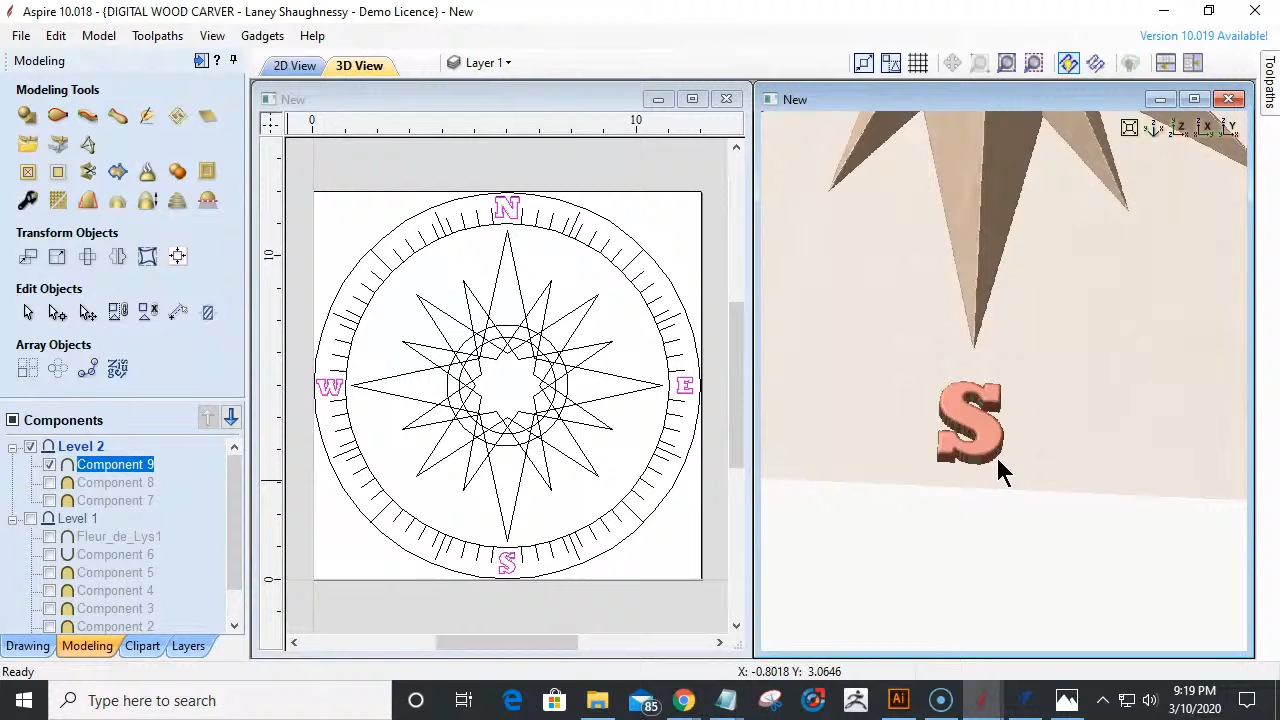 Aspire 10.018 - {DIGITAL WOOD CARVER - Laney Shaughnessy - Demo Licence} - New
File Edit Model Toolpaths View Gadgets Help
Version 10.019 Available!
Modeling
?
2D View
3D View
Layer 1
Toolpaths
Modeling Tools
Transform Objects
Edit Objects
Array Objects
Components
Level 2
Component 9
Component 8
Component 7
Level 1
Fleur_de_Lys1
Component 6
Component 5
Component 4
Component 3
Component 2
Drawing Modeling Clipart Layers
New
0 10
10
0
N
W
E
S
New
Z X Y
S
Ready
X: -0.8018 Y: 3.0646
Type here to search
85
Ai
9:19 PM
3/10/2020